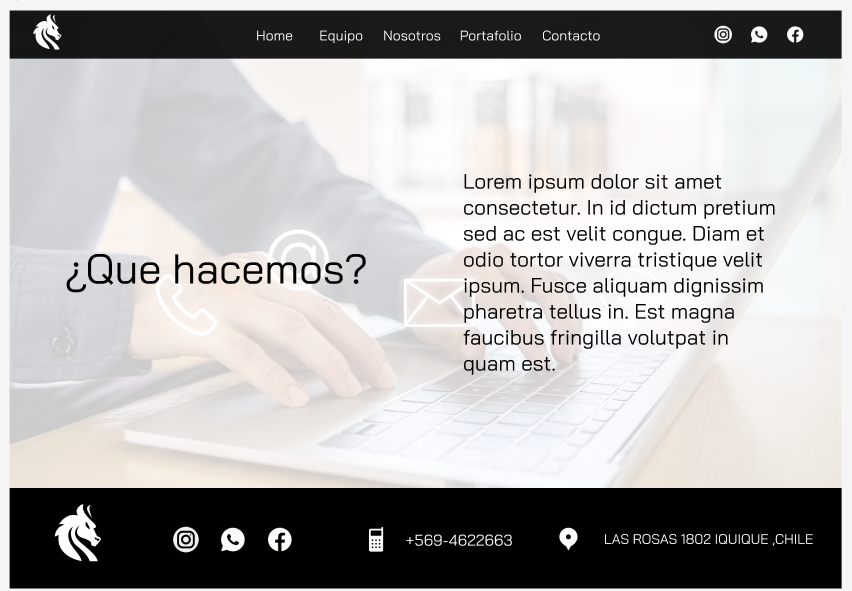 Home Equipo Nosotros Portafolio Contacto
¿Que hacemos?
Lorem ipsum dolor sit amet
consectetur. In id dictum pretium
sed ac est velit congue. Diam et
odio tortor viverra tristique velit
ipsum. Fusce aliquam dignissim
pharetra tellus in. Est magna
faucibus fringilla volutpat in
quam est.
+569-4622663
LAS ROSAS 1802 IQUIQUE ,CHILE